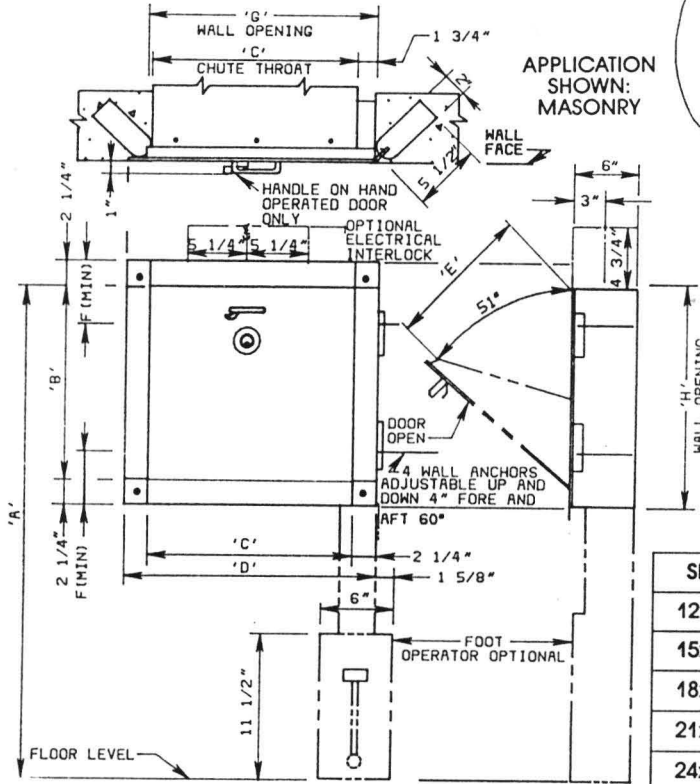 'G'
WALL OPENING
1 3/4"
'C'
CHUTE THROAT
APPLICATION
SHOWN:
MASONRY
2"
5 1/2"
WALL
FACE
6"
3"
2 1/4"
1"
HANDLE ON HAND
OPERATED DOOR
ONLY
OPTIONAL
ELECTRICAL
INTERLOCK
5 1/4"
5 1/4"
4 3/4"
F(MIN)
'E'
51°
'B'
'H'
WALL OPENING
DOOR
OPEN
4 WALL ANCHORS
ADJUSTABLE UP AND
DOWN 4" FORE AND
AFT 60°
'A'
2 1/4"
F(MIN)
'C'
2 1/4"
'D'
1 5/8"
6"
FOOT
OPERATOR OPTIONAL
11 1/2"
FLOOR LEVEL
12
15
18
21
24